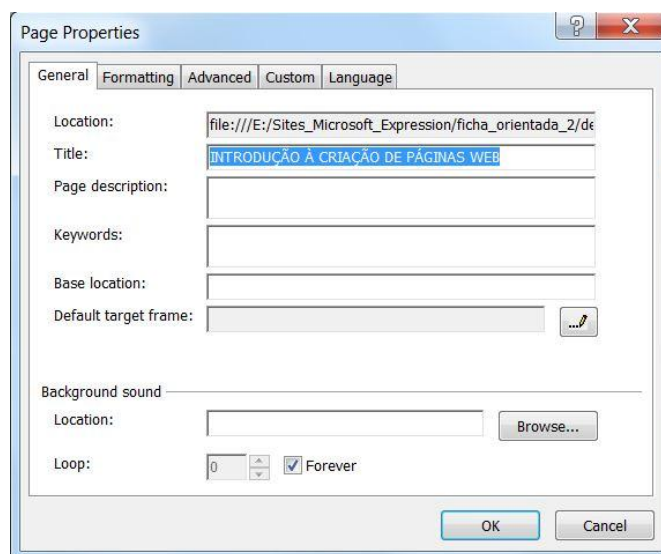 Page Properties
General Formatting Advanced Custom Language
Location: file:///E:/Sites_Microsoft_Expression/ficha_orientada_2/de
Title: INTRODUÇÃO À CRIAÇÃO DE PÁGINAS WEB
Page description:
Keywords:
Base location:
Default target frame:
Background sound
Location: Browse...
Loop: 0 Forever
OK Cancel